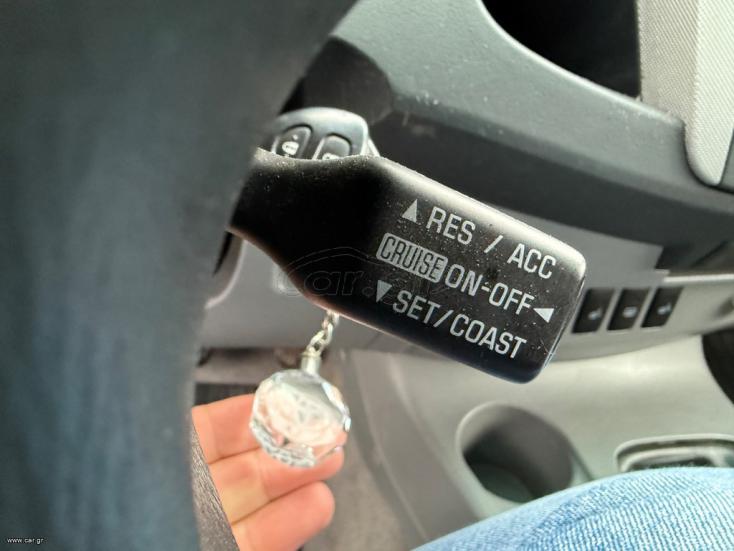 ▲ RES / ACC
CRUISE ON-OFF ◀
▼ SET/COAST
www.car.gr